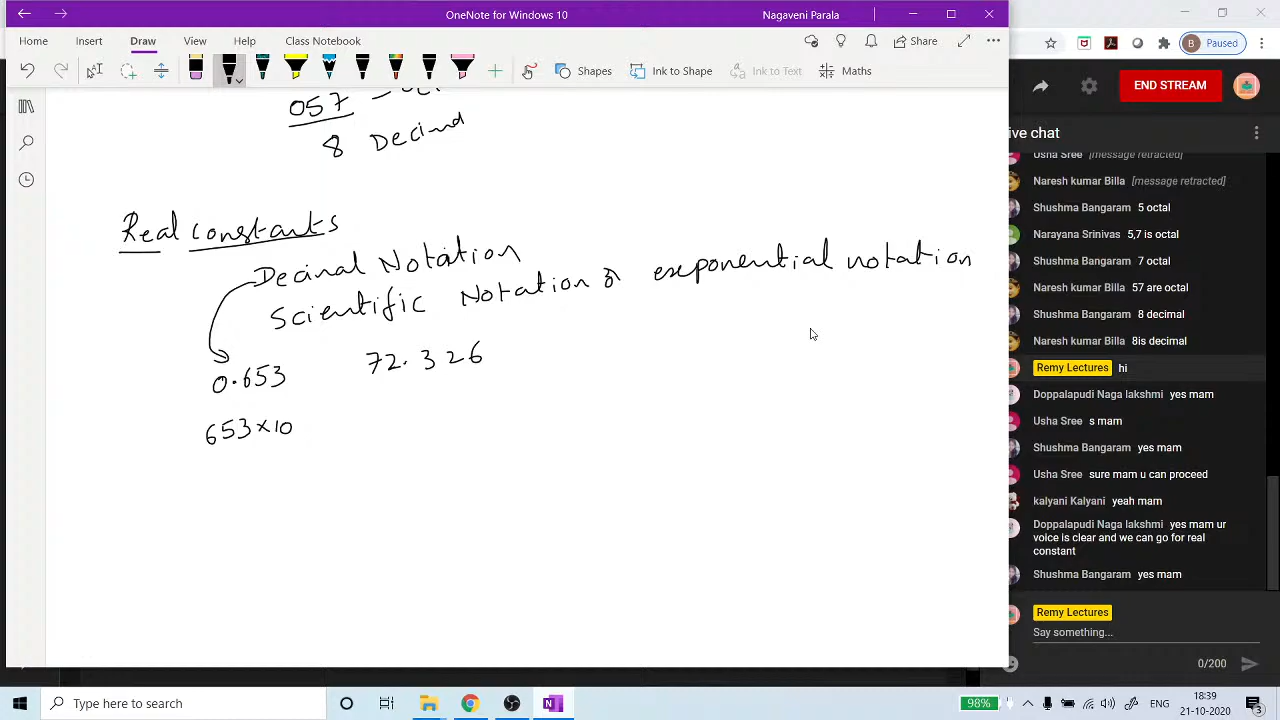 OneNote for Windows 10
Nagaveni Parala
Home Insert Draw View Help Class Notebook
Share
Shapes
Ink to Shape
Ink to Text
Maths
057 —
8 Decimal
Real constants
Decimal Notation
Scientific Notation or exponential notation
0.653 72.326
653×10
B Paused
END STREAM
ive chat
Usha Sree [message retracted]
Naresh kumar Billa [message retracted]
Shushma Bangaram 5 octal
Narayana Srinivas 5,7 is octal
Shushma Bangaram 7 octal
Naresh kumar Billa 57 are octal
Shushma Bangaram 8 decimal
Naresh kumar Billa 8is decimal
Remy Lectures hi
Doppalapudi Naga lakshmi yes mam
Usha Sree s mam
Shushma Bangaram yes mam
Usha Sree sure mam u can proceed
kalyani Kalyani yeah mam
Doppalapudi Naga lakshmi yes mam ur
voice is clear and we can go for real
constant
Shushma Bangaram yes mam
Remy Lectures
Say something...
0/200
Type here to search
98%
ENG
18:39
21-10-2020
3